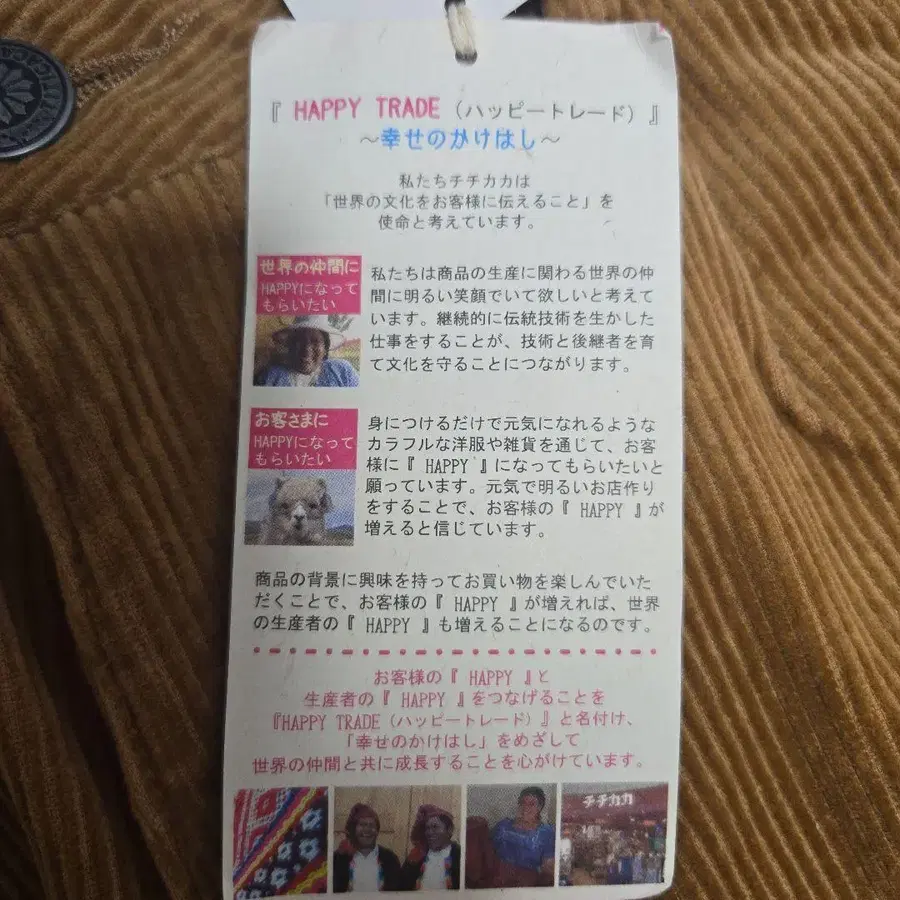 『 HAPPY TRADE（ハッピートレード）』
～幸せのかけはし～
私たちチチカカは
「世界の文化をお客様に伝えること」を
使命と考えています。
世界の仲間に
HAPPYになって
もらいたい
私たちは商品の生産に関わる世界の仲
間に明るい笑顔でいて欲しいと考えて
います。継続的に伝統技術を生かした
仕事をすることが、技術と後継者を育
て文化を守ることにつながります。
お客さまに
HAPPYになって
もらいたい
身につけるだけで元気になれるような
カラフルな洋服や雑貨を通じて、お客
様に『 HAPPY 』になってもらいたいと
願っています。元気で明るいお店作り
をすることで、お客様の『 HAPPY 』が
増えると信じています。
商品の背景に興味を持ってお買い物を楽しんでいた
だくことで、お客様の『 HAPPY 』が増えれば、世界
の生産者の『 HAPPY 』も増えることになるのです。
お客様の『 HAPPY 』と
生産者の『 HAPPY 』をつなげることを
『HAPPY TRADE（ハッピートレード）』と名付け、
「幸せのかけはし」をめざして
世界の仲間と共に成長することを心がけています。
チチカカ